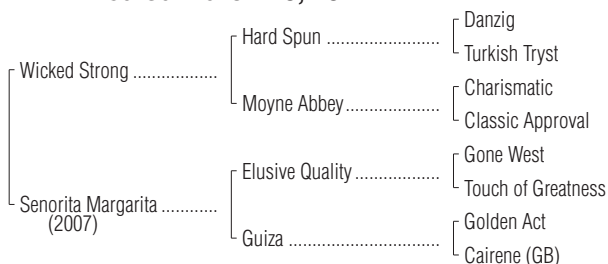 Danzig
Hard Spun ........................
Turkish Tryst
Wicked Strong .................
Charismatic
Moyne Abbey....................
Classic Approval
Gone West
Elusive Quality..................
Touch of Greatness
Senorita Margarita ...........
(2007)
Golden Act
Guiza ................................
Cairene (GB)